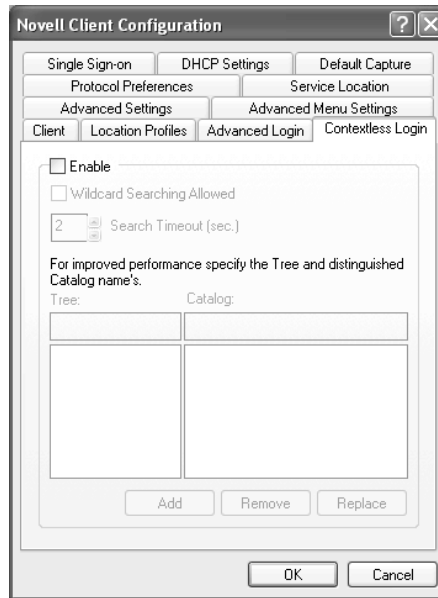 Novell Client Configuration
Single Sign-on DHCP Settings Default Capture
Protocol Preferences Service Location
Advanced Settings Advanced Menu Settings
Client Location Profiles Advanced Login Contextless Login
Enable
Wildcard Searching Allowed
2 Search Timeout (sec.)
For improved performance specify the Tree and distinguished
Catalog name's.
Tree: Catalog:
Add Remove Replace
OK Cancel